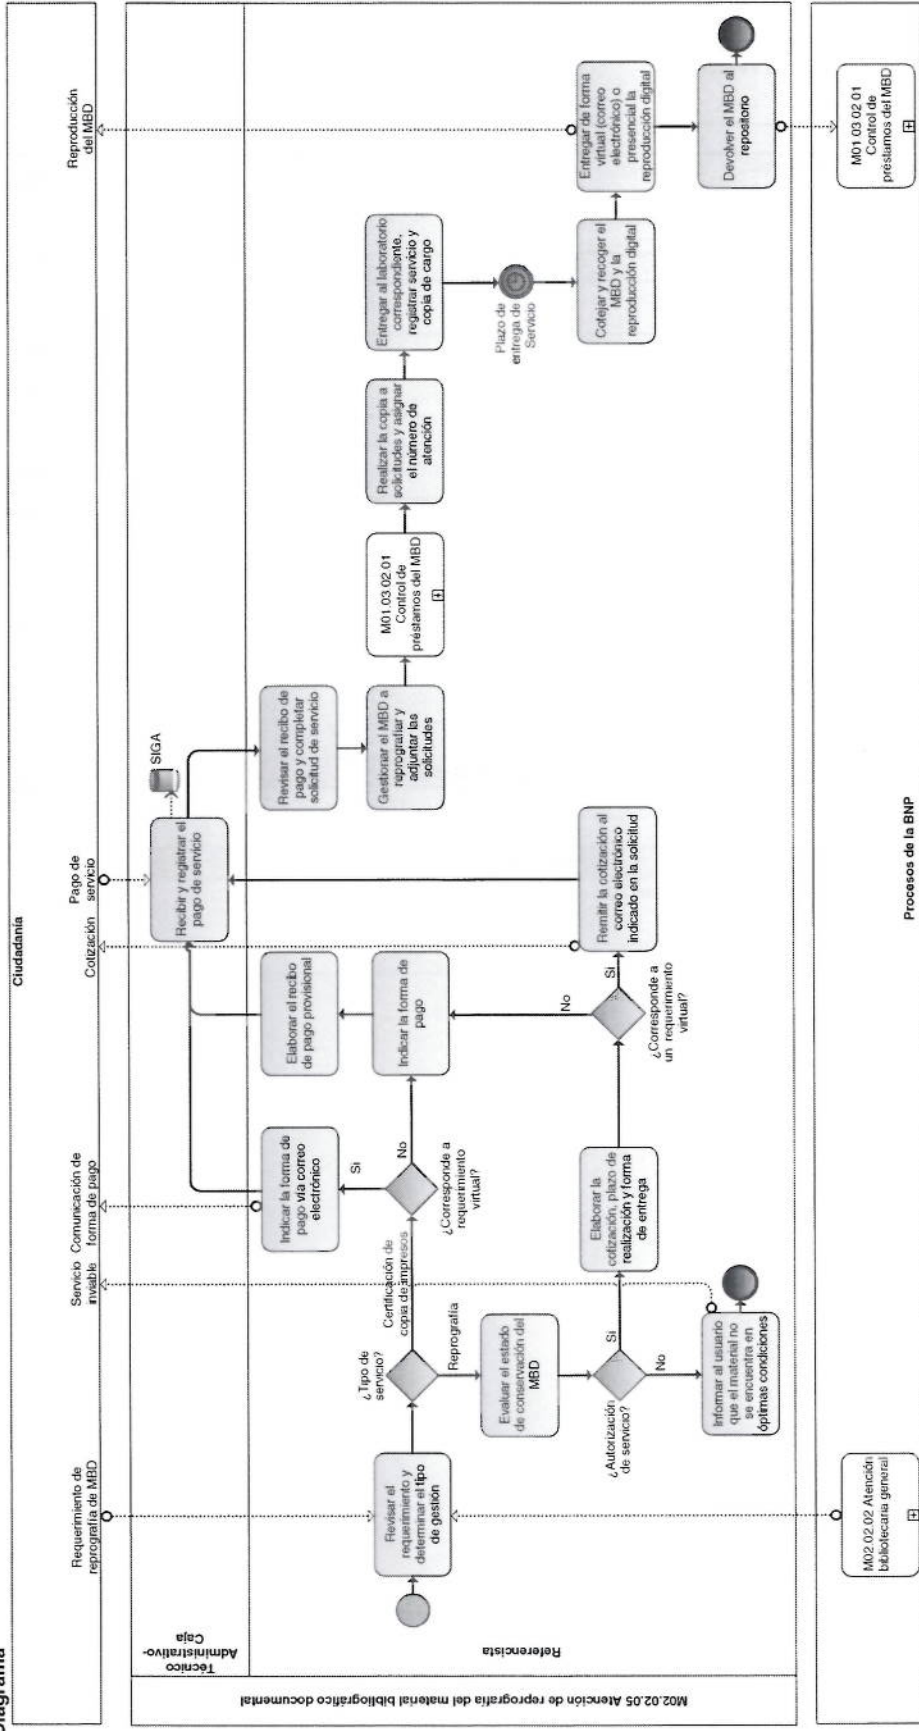 Diagrama
Ciudadanía
Requerimiento de
reprografía de MBD
Servicio
inviable
Comunicación de
forma de pago
Cotización
Pago de
servicio
Reproducción
del MBD
M02.02.05 Atención de reprografía del material bibliográfico documental
Técnico
Administrativo-
Caja
Recibir y registrar el
pago de servicio
SIGA
Referencista
Revisar el
requerimiento y
determinar el tipo
de gestión
¿Tipo de
servicio?
Certificación de
copia de impresos
Reprografía
¿Corresponde a
requerimiento
virtual?
Si
No
Indicar la forma de
pago vía correo
electrónico
Indicar la forma de
pago
Elaborar el recibo
de pago provisional
Evaluar el estado
de conservación del
MBD
¿Autorización
de servicio?
Si
No
Informar al usuario
que el material no
se encuentra en
óptimas condiciones
Elaborar la
cotización, plazo de
realización y forma
de entrega
¿Corresponde a
un requerimiento
virtual?
No
Si
Remitir la cotización al
correo electrónico
indicado en la solicitud
Revisar el recibo de
pago y completar
solicitud de servicio
Gestionar el MBD a
reprografiar y
adjuntar las
solicitudes
M01.03.02.01
Control de
préstamos del MBD
Realizar la copia a
solicitudes y asignar
el número de
atención
Entregar al laboratorio
correspondiente,
registrar servicio y
copia de cargo
Plazo de
entrega de
Servicio
Cotejar y recoger el
MBD y la
reproducción digital
Entregar de forma
virtual (correo
electrónico) o
presencial la
reproducción digital
Devolver el MBD al
repositorio
M02.02.02 Atención
bibliotecaria general
M01.03.02.01
Control de
préstamos del MBD
Procesos de la BNP